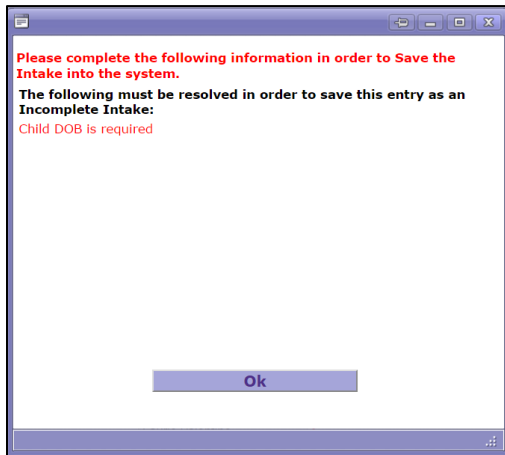 Please complete the following information in order to Save the
Intake into the system.
The following must be resolved in order to save this entry as an
Incomplete Intake:
Child DOB is required
Ok